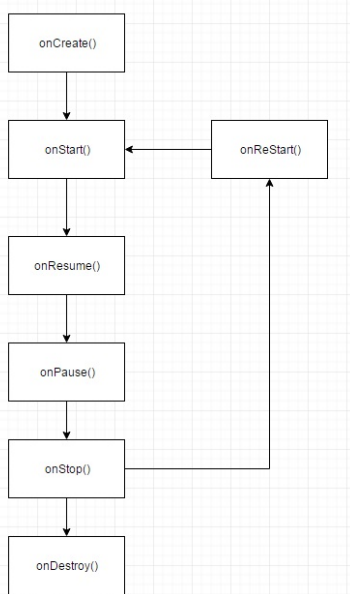 onCreate()
onStart()
onReStart()
onResume()
onPause()
onStop()
onDestroy()